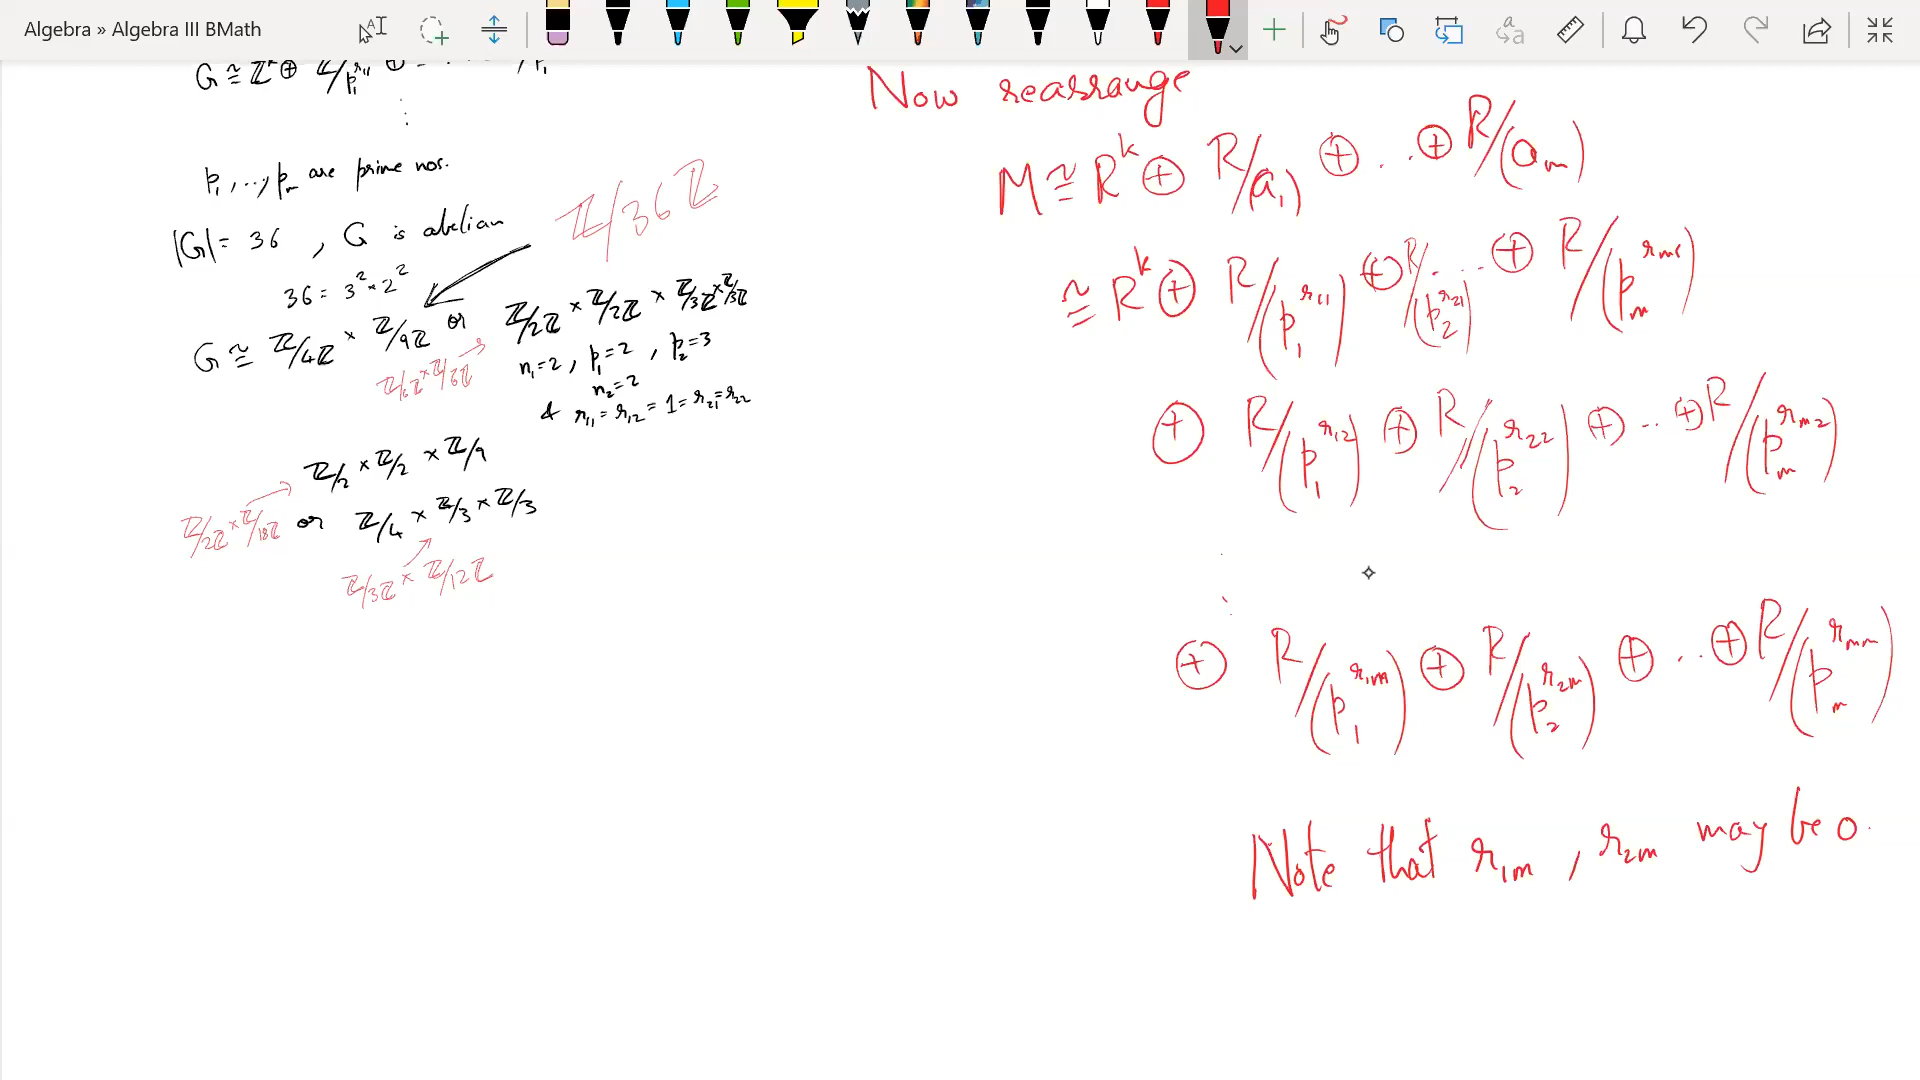 Algebra » Algebra III BMath
p₁, .., pₘ are prime nos.
|G| = 36 , G is abelian
ℤ/36ℤ
36 = 3² × 2²
G ≅ ℤ/4ℤ × ℤ/9ℤ or ℤ/2ℤ × ℤ/2ℤ × ℤ/3ℤ × ℤ/3ℤ
ℤ/6ℤ × ℤ/6ℤ
n₁=2, p₁=2 , p₂=3
n₂=2
& r₁₁ = r₁₂ = 1 = r₂₁ = r₂₂
ℤ/2 × ℤ/2 × ℤ/9
ℤ/2ℤ × ℤ/18ℤ
or ℤ/4 × ℤ/3 × ℤ/3
ℤ/3ℤ × ℤ/12ℤ
Now rearrange
M ≅ Rᵏ ⊕ R/(a₁) ⊕ .. ⊕ R/(aₘ)
≅ Rᵏ ⊕ R/(p₁^{r₁₁}) ⊕ R/(p₂^{r₂₁}) .... ⊕ R/(pₘ^{rₘ₁})
⊕ R/(p₁^{r₁₂}) ⊕ R/(p₂^{r₂₂}) ⊕ .. ⊕ R/(pₘ^{rₘ₂})
⊕ R/(p₁^{r₁ₘ}) ⊕ R/(p₂^{r₂ₘ}) ⊕ .. ⊕ R/(pₘ^{rₘₘ})
Note that r₁ₘ , r₂ₘ may be 0.